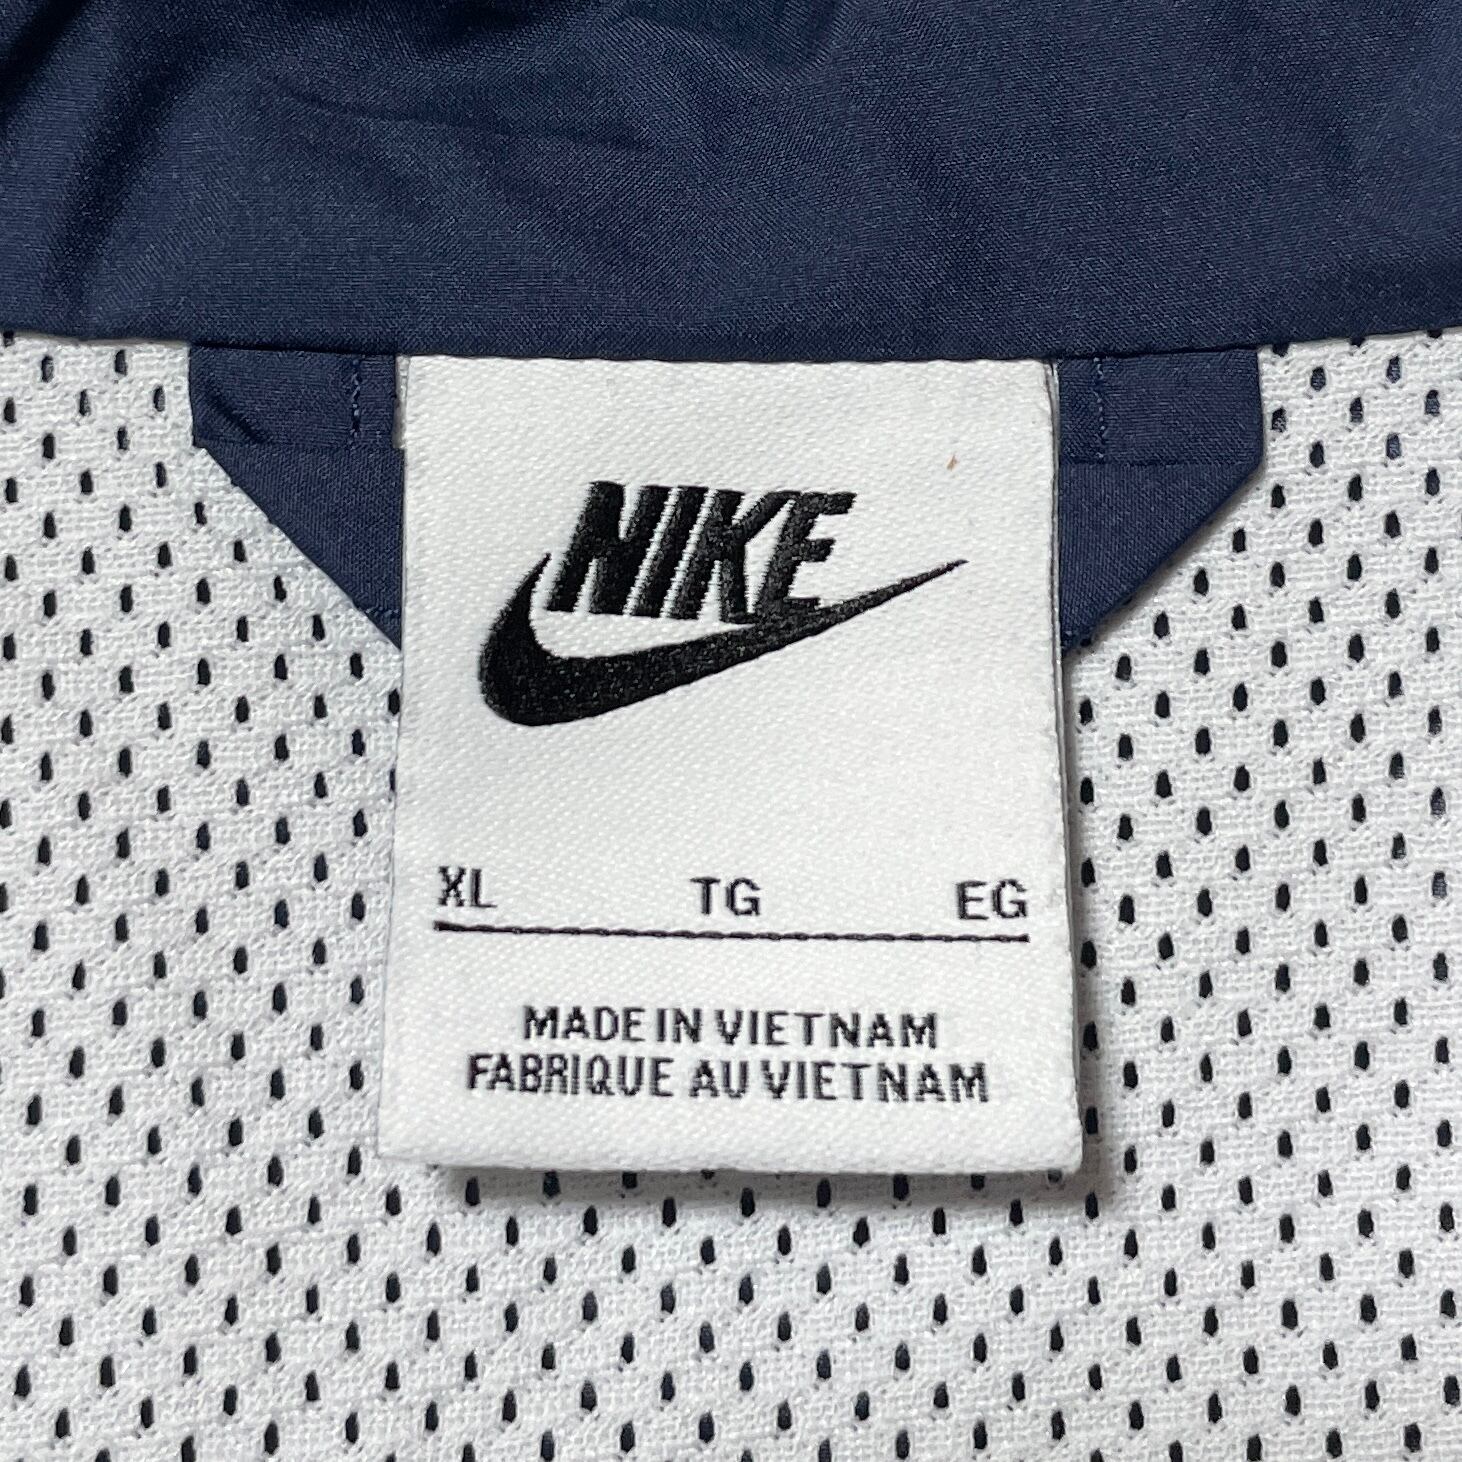 NIKE
XL TG EG
MADE IN VIETNAM
FABRIQUE AU VIETNAM